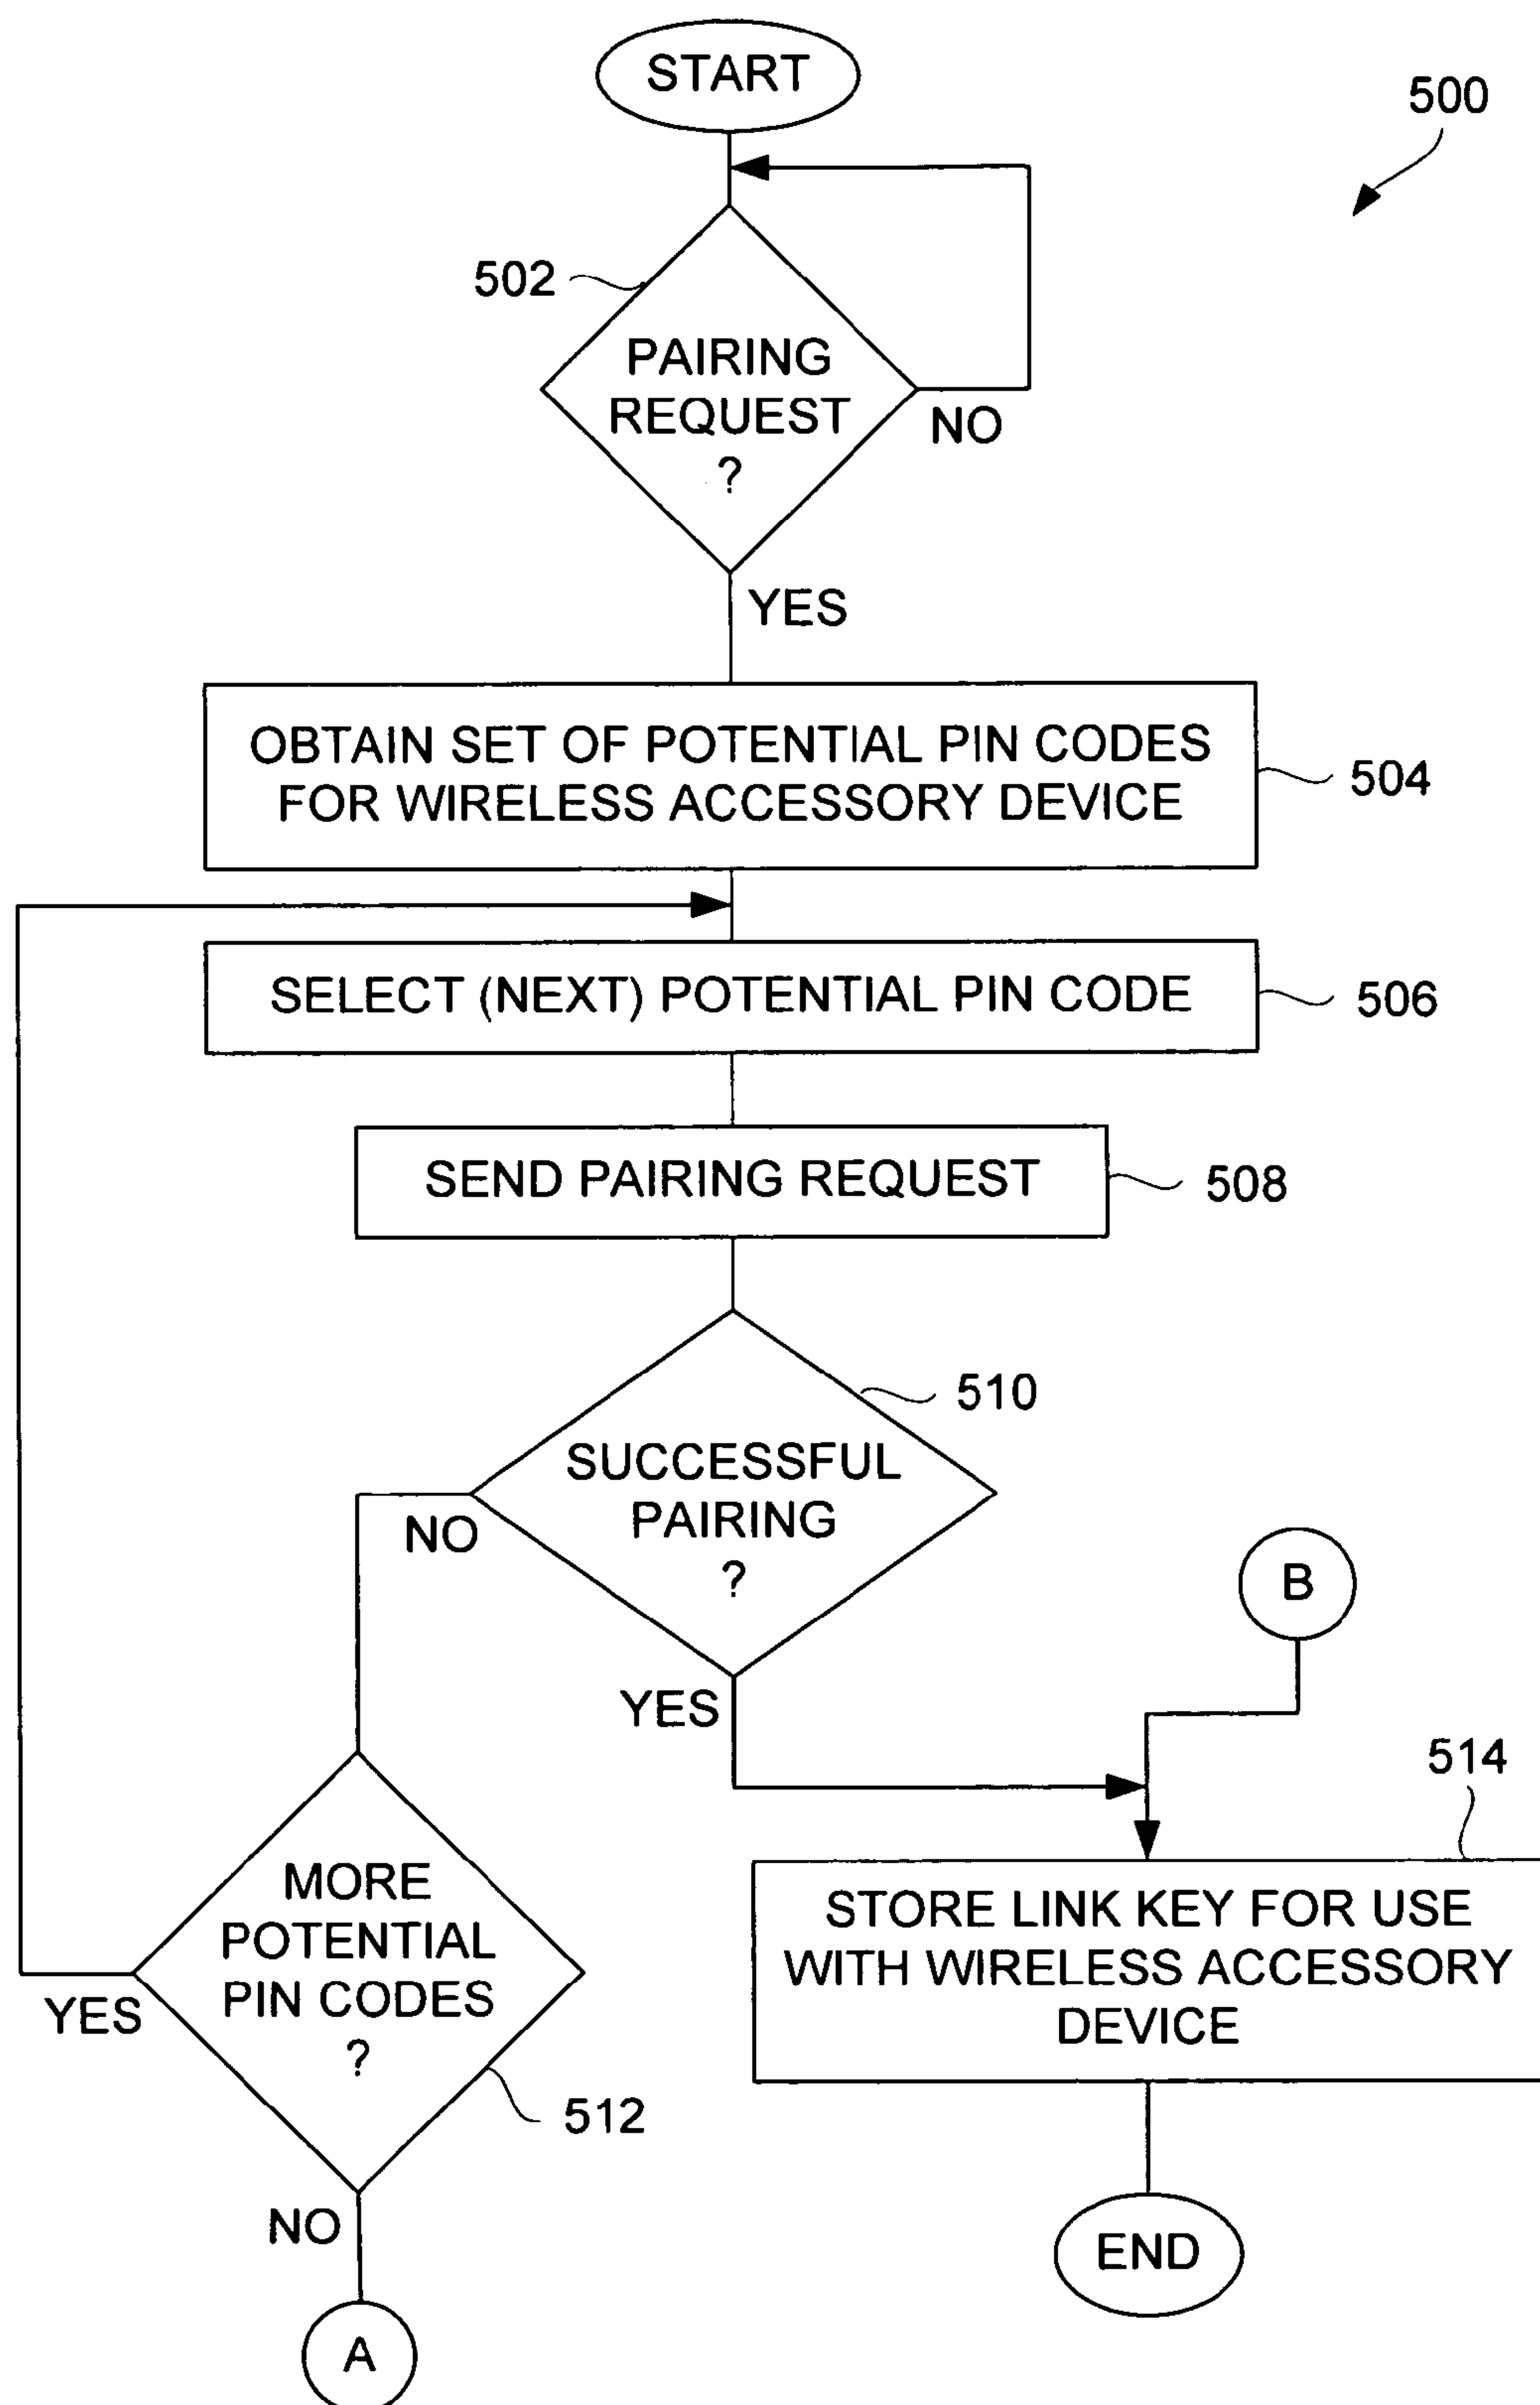 START
500
502
PAIRING
REQUEST
?
NO
YES
OBTAIN SET OF POTENTIAL PIN CODES
FOR WIRELESS ACCESSORY DEVICE
504
SELECT (NEXT) POTENTIAL PIN CODE
506
SEND PAIRING REQUEST
508
510
SUCCESSFUL
PAIRING
?
NO
YES
B
514
MORE
POTENTIAL
PIN CODES
?
YES
512
NO
STORE LINK KEY FOR USE
WITH WIRELESS ACCESSORY
DEVICE
END
A